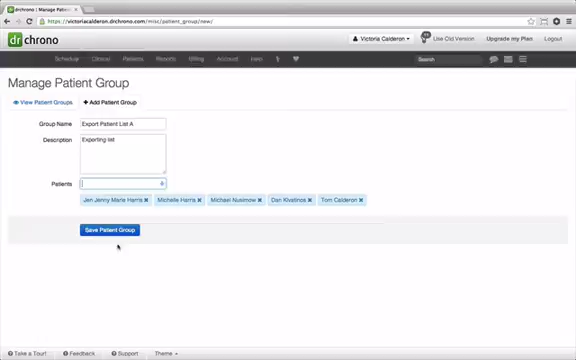 drchrono | Manage Patient
https://victoriacalderon.drchrono.com/misc/patient_group/new/
drchrono
Victoria Calderon
Use Old Version
Upgrade my Plan
Logout
Schedule Clinical Patients Reports Billing Account
Search
Manage Patient Group
View Patient Groups
Add Patient Group
Group Name
Export Patient List A
Description
Exporting list
Patients
Jen Jenny Marie Harris
Michelle Harris
Michael Nusimow
Dan Kivatinos
Tom Calderon
Save Patient Group
Take a Tour!
Feedback
Support
Theme